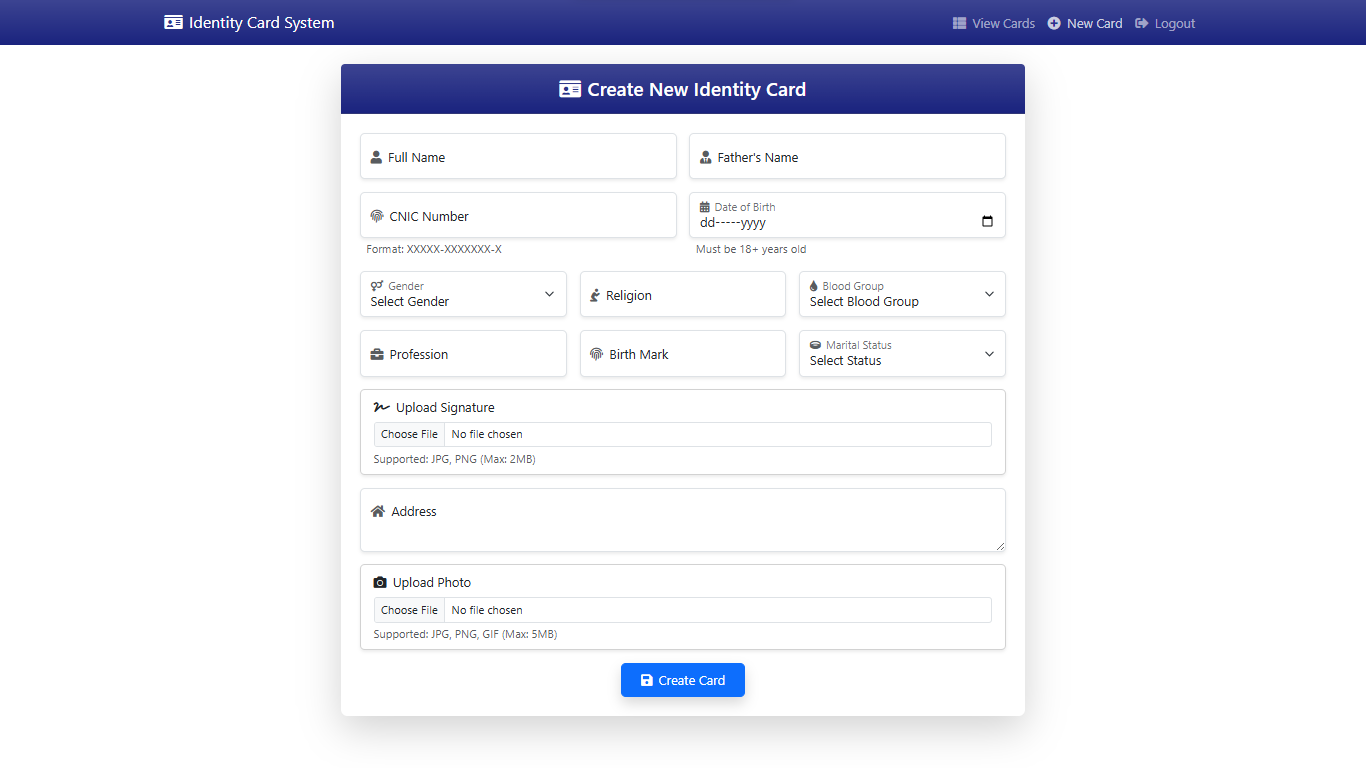 Identity Card System
View Cards
New Card
Logout
Create New Identity Card
Full Name
Father's Name
CNIC Number
Date of Birth
dd-----yyyy
Format: XXXXX-XXXXXXX-X
Must be 18+ years old
Gender
Select Gender
Religion
Blood Group
Select Blood Group
Profession
Birth Mark
Marital Status
Select Status
Upload Signature
Choose File No file chosen
Supported: JPG, PNG (Max: 2MB)
Address
Upload Photo
Choose File No file chosen
Supported: JPG, PNG, GIF (Max: 5MB)
Create Card